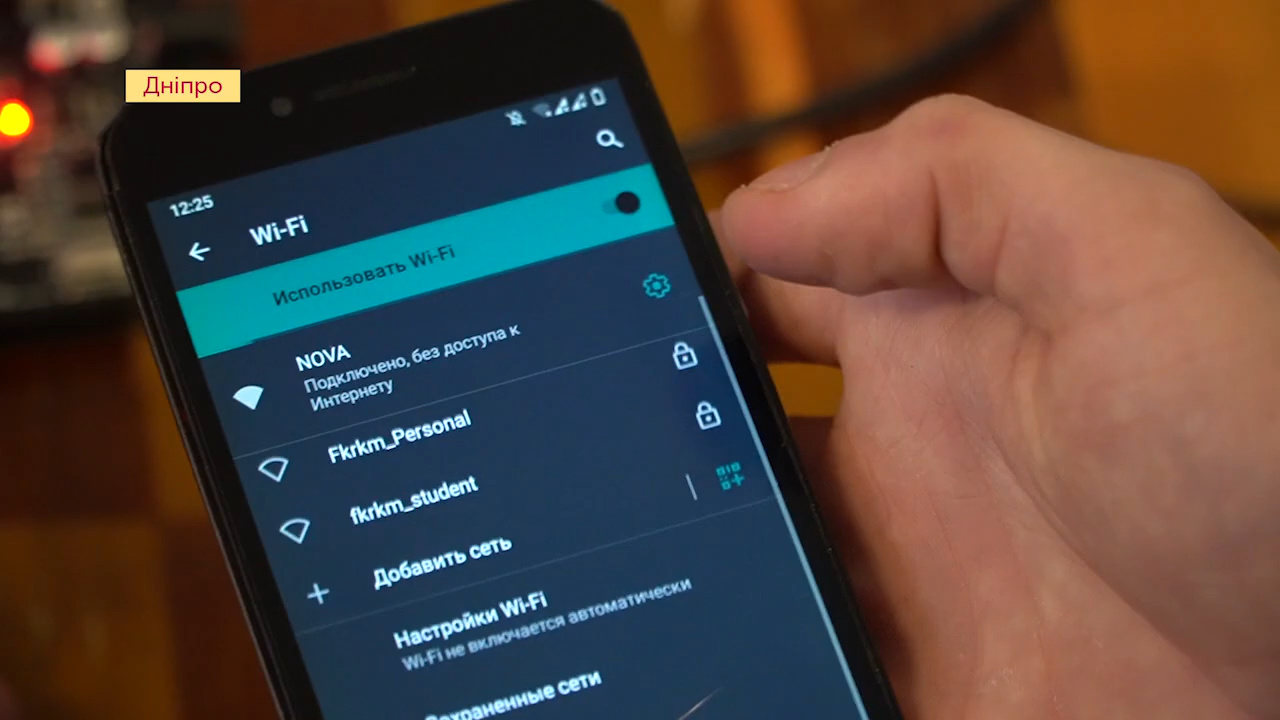 Дніпро
12:25
Wi-Fi
Использовать Wi-Fi
NOVA
Подключено, без доступа к
Интернету
Fkrkm_Personal
fkrkm_student
Добавить сеть
Настройки Wi-Fi
Wi-Fi не включается автоматически
Сохраненные сети